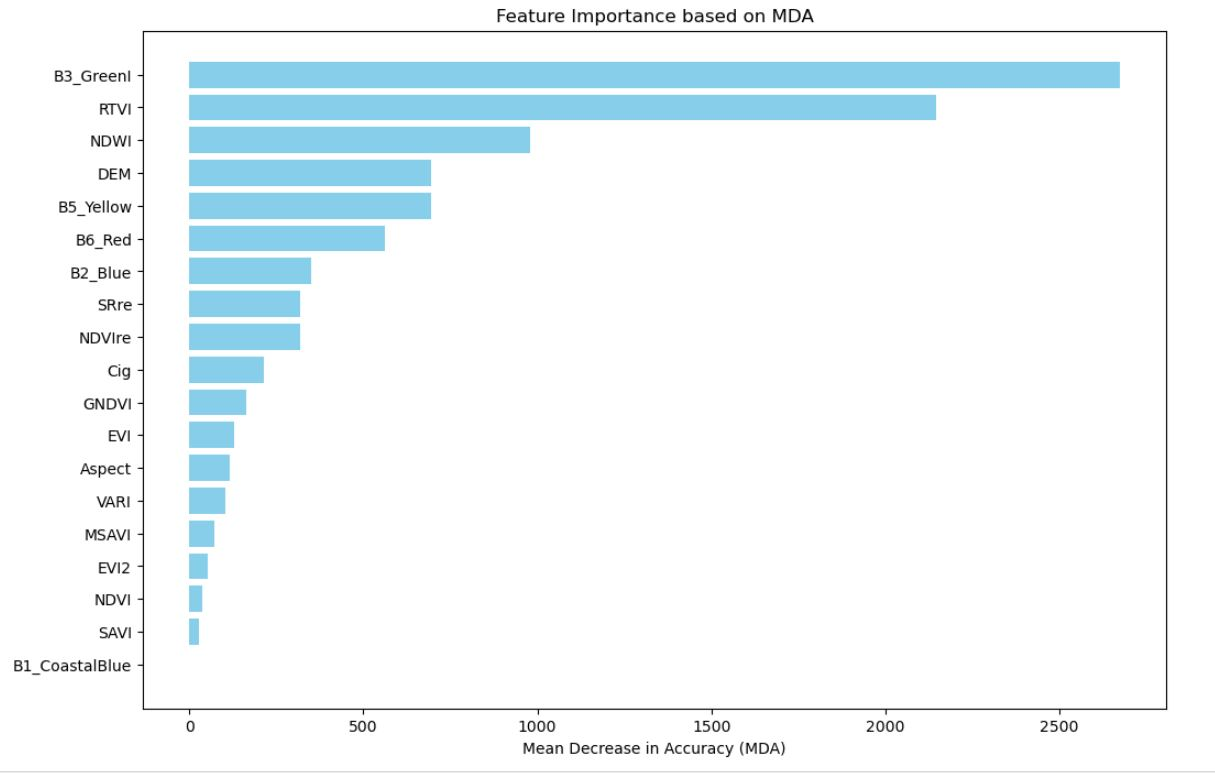 Feature Importance based on MDA
B3_GreenI
RTVI
NDWI
DEM
B5_Yellow
B6_Red
B2_Blue
SRre
NDVIre
Cig
GNDVI
EVI
Aspect
VARI
MSAVI
EVI2
NDVI
SAVI
B1_CoastalBlue
0 500 1000 1500 2000 2500
Mean Decrease in Accuracy (MDA)